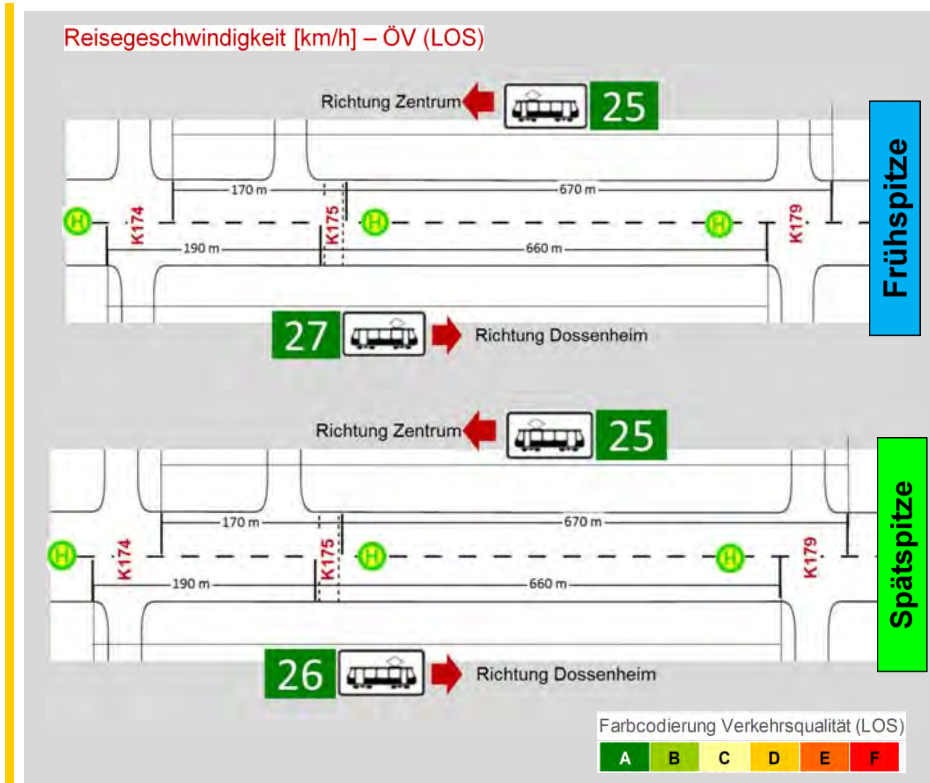 Reisegeschwindigkeit [km/h] – ÖV (LOS)
Richtung Zentrum 25
Frühspitze
170 m 670 m
H K174 K175 H H K179
190 m 660 m
27 Richtung Dossenheim
Richtung Zentrum 25
Spätspitze
170 m 670 m
H K174 K175 H H K179
190 m 660 m
26 Richtung Dossenheim
Farbcodierung Verkehrsqualität (LOS)
A B C D E F